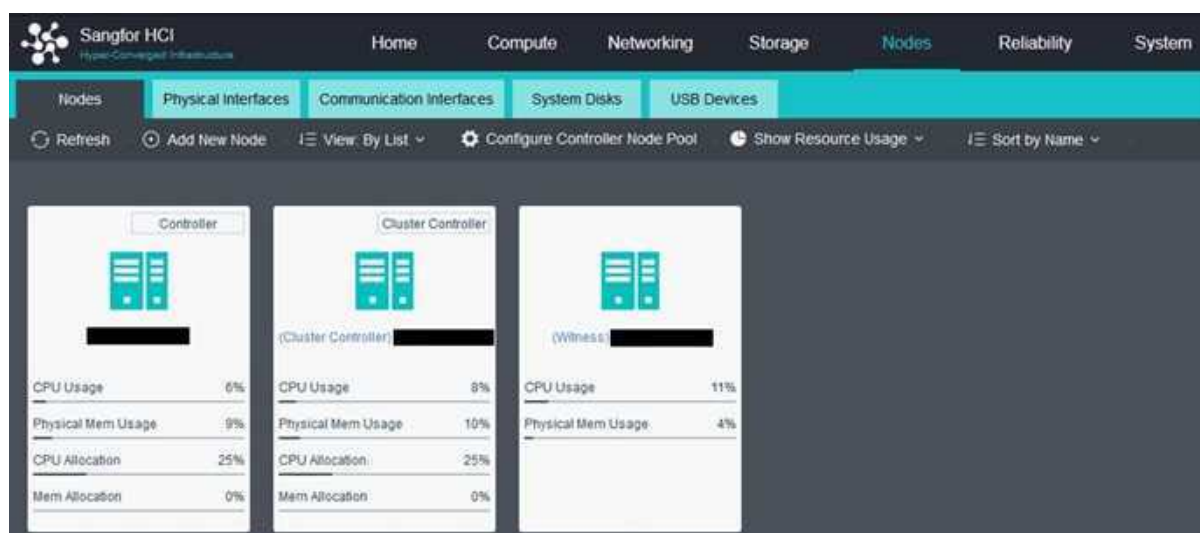 Sangfor HCI
Hyper-Converged Infrastructure
Home Compute Networking Storage Nodes Reliability System
Nodes Physical Interfaces Communication Interfaces System Disks USB Devices
Refresh Add New Node View: By List Configure Controller Node Pool Show Resource Usage Sort by Name
Controller
CPU Usage 6%
Physical Mem Usage 9%
CPU Allocation 25%
Mem Allocation 0%
Cluster Controller
(Cluster Controller)
CPU Usage 8%
Physical Mem Usage 10%
CPU Allocation 25%
Mem Allocation 0%
(Witness)
CPU Usage 11%
Physical Mem Usage 4%